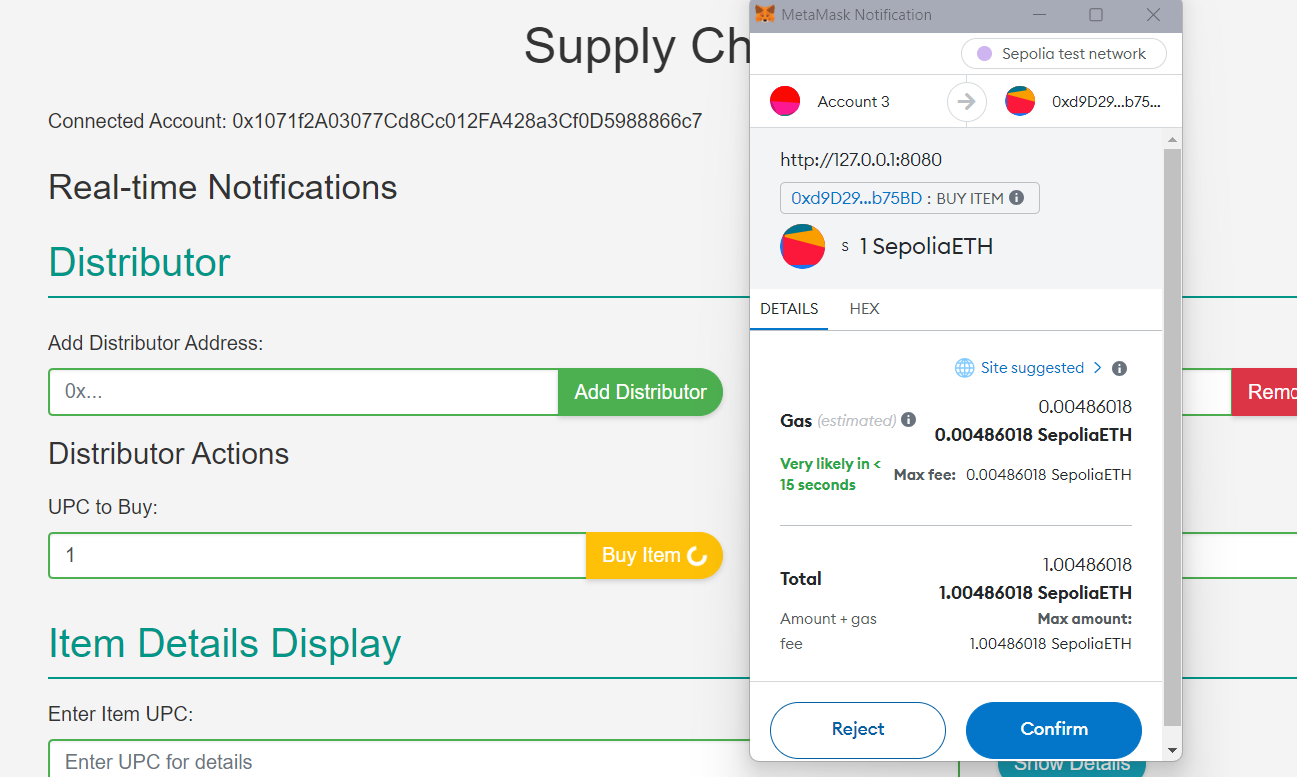 Supply Ch
Connected Account: 0x1071f2A03077Cd8Cc012FA428a3Cf0D5988866c7
Real-time Notifications
Distributor
Add Distributor Address:
0x...
Add Distributor
Remo
Distributor Actions
UPC to Buy:
1
Buy Item
Item Details Display
Enter Item UPC:
Enter UPC for details
Show Details
MetaMask Notification
Sepolia test network
Account 3
0xd9D29...b75...
http://127.0.0.1:8080
0xd9D29...b75BD : BUY ITEM
S 1 SepoliaETH
DETAILS HEX
Site suggested >
0.00486018
Gas (estimated) 0.00486018 SepoliaETH
Very likely in <
15 seconds
Max fee: 0.00486018 SepoliaETH
1.00486018
Total
1.00486018 SepoliaETH
Amount + gas
fee
Max amount:
1.00486018 SepoliaETH
Reject
Confirm